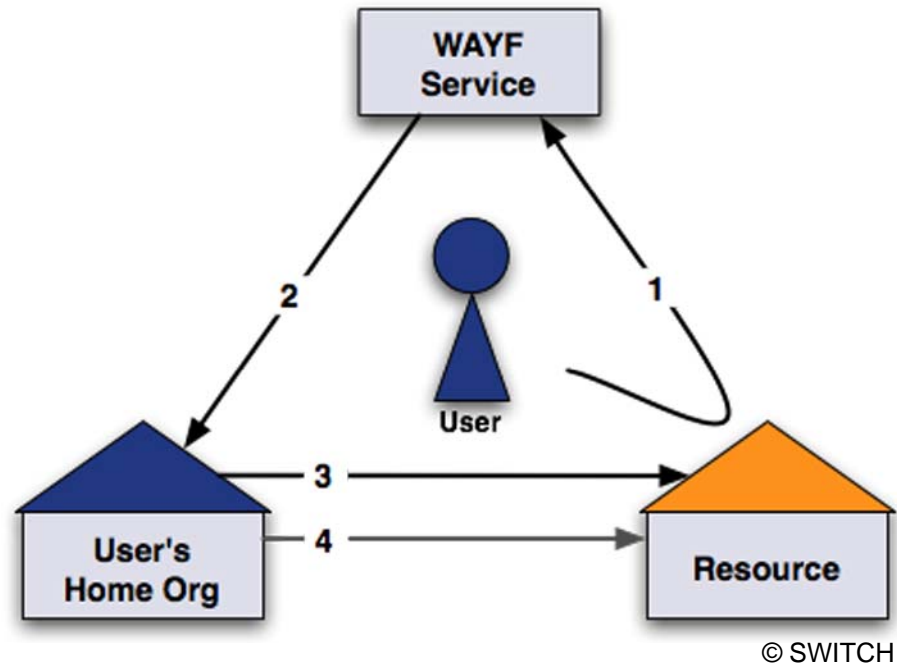 WAYF
Service
2
1
User
3
4
User's
Home Org
Resource
© SWITCH